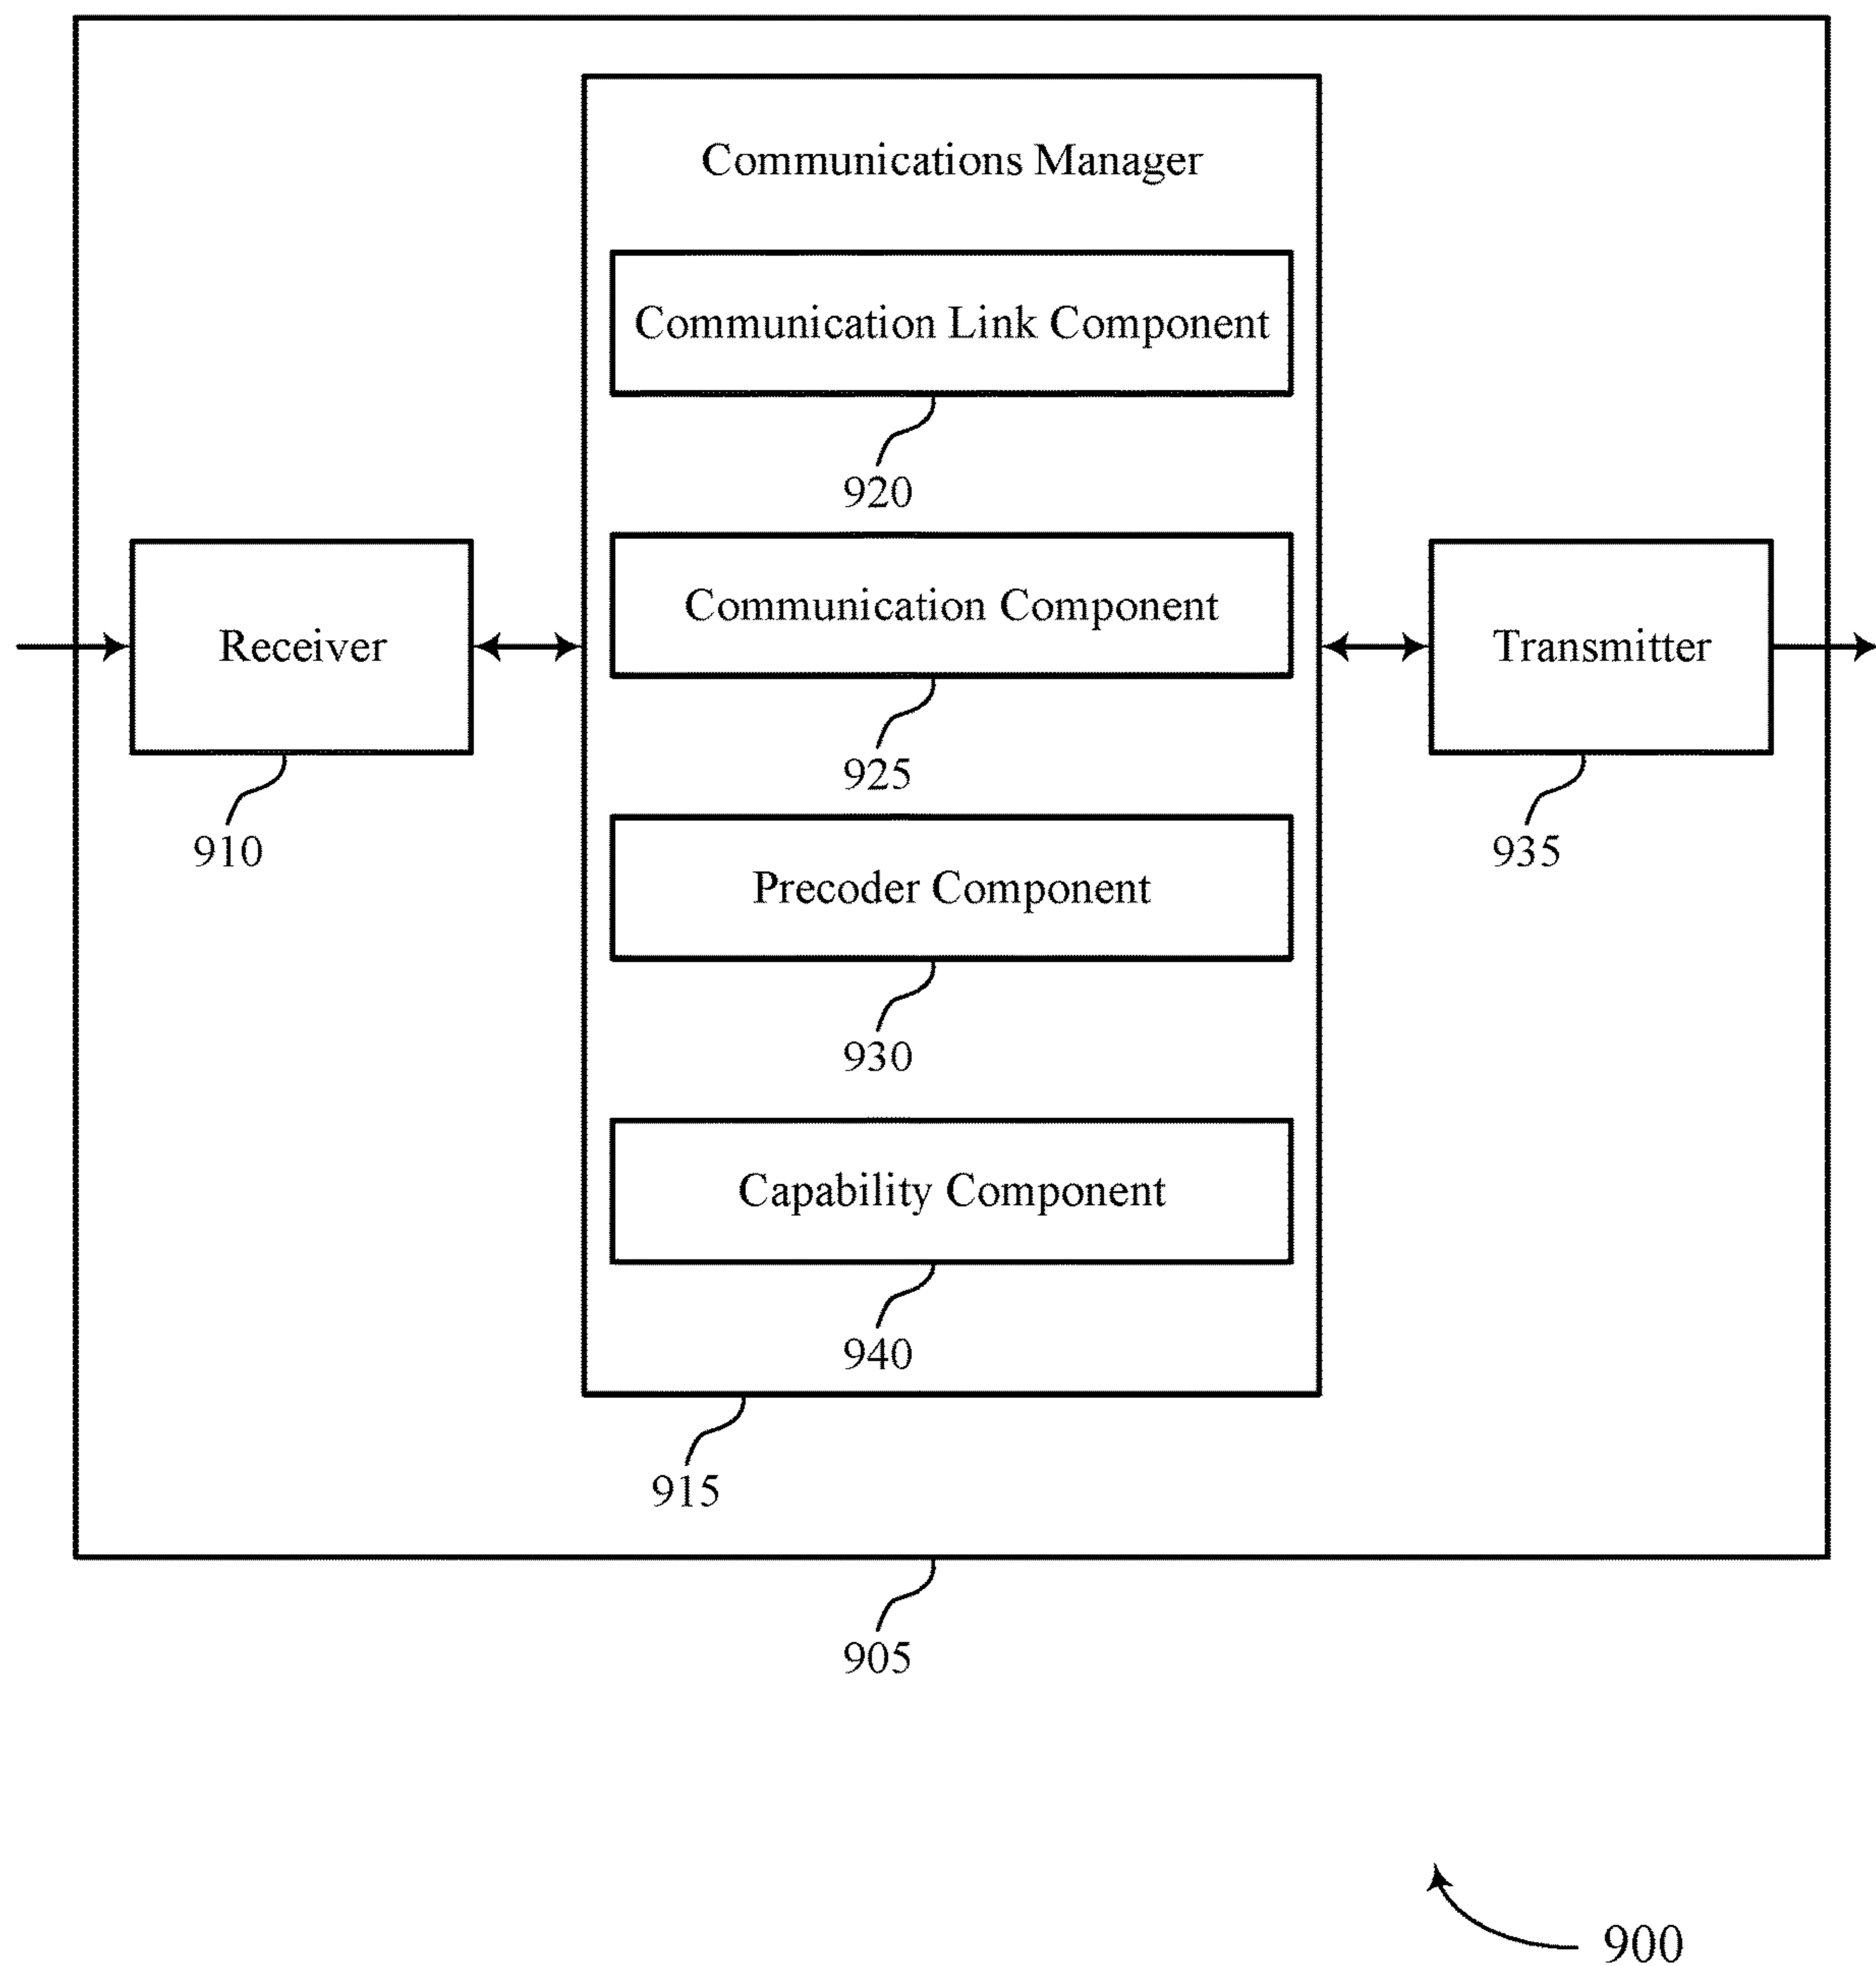 Communications Manager
Communication Link Component
920
Communication Component
925
Receiver
910
Transmitter
935
Precoder Component
930
Capability Component
940
915
905
900